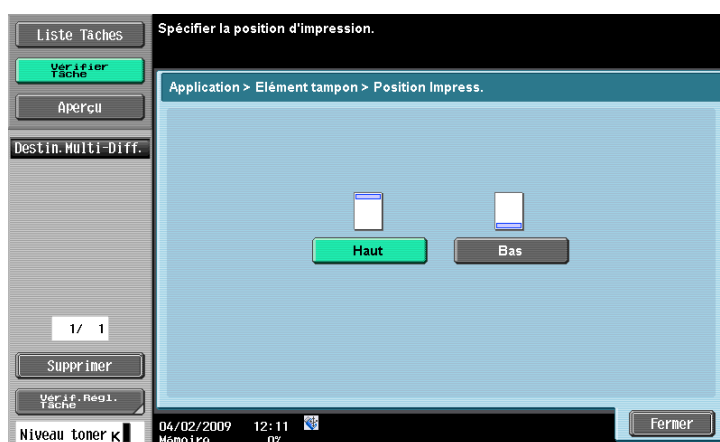 Liste Tâches
Spécifier la position d'impression.
Vérifier
Tâche
Application > Elément tampon > Position Impress.
Aperçu
Destin.Multi-Diff.
Haut
Bas
1/ 1
Supprimer
Vérif.Régl.
Tâche
Niveau toner K
04/02/2009 12:11
Mémoire 0%
Fermer